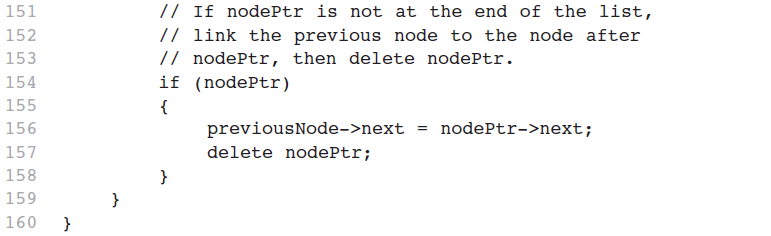 151 // If nodePtr is not at the end of the list,
152 // link the previous node to the node after
153 // nodePtr, then delete nodePtr.
154 if (nodePtr)
155 {
156 previousNode->next = nodePtr->next;
157 delete nodePtr;
158 }
159 }
160 }